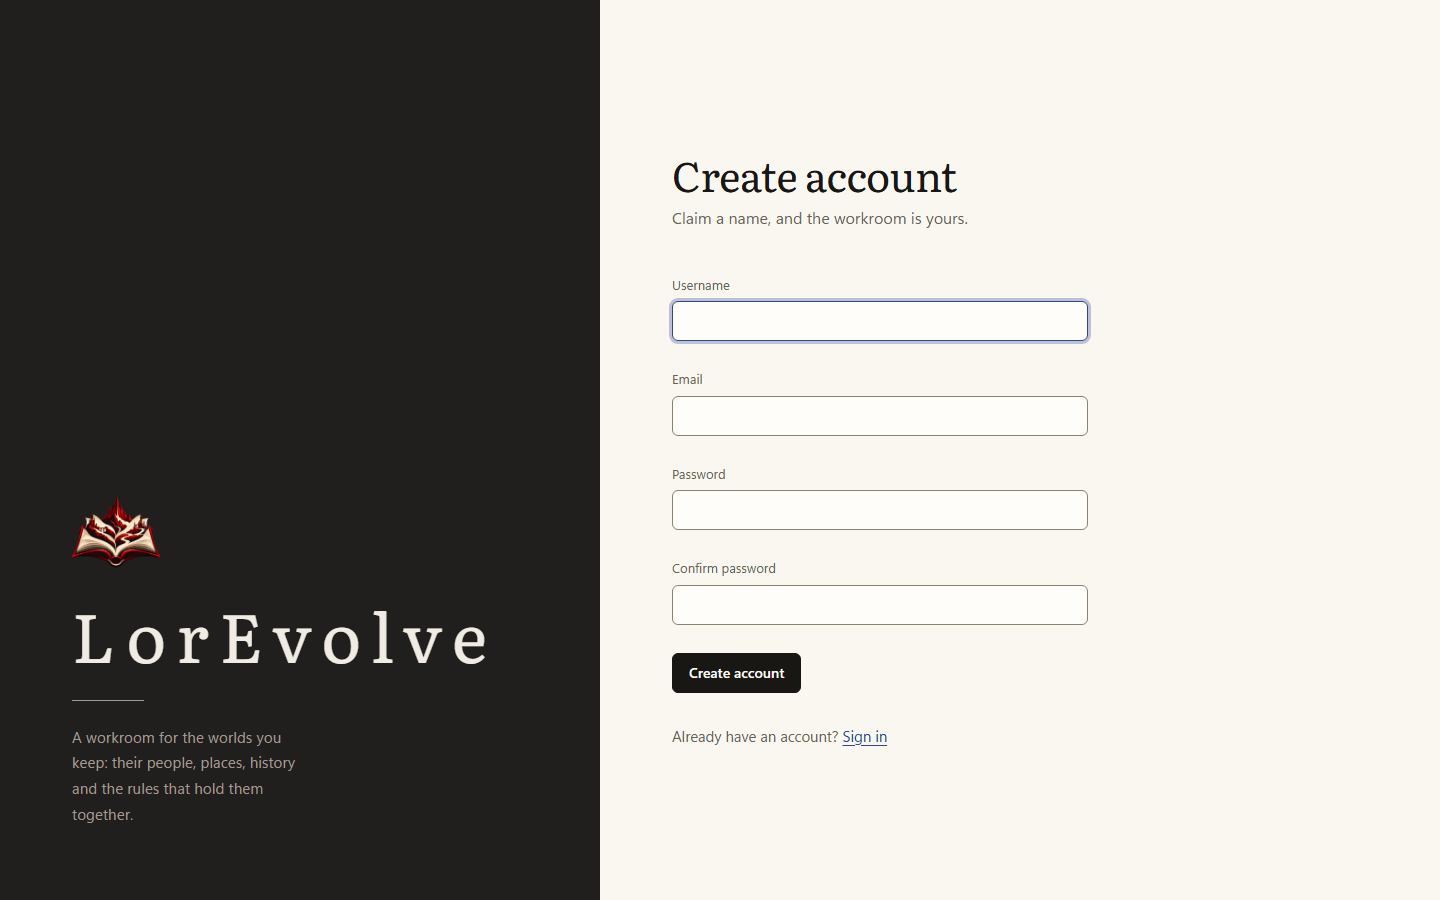 LorEvolve
A workroom for the worlds you
keep: their people, places, history
and the rules that hold them
together.
Create account
Claim a name, and the workroom is yours.
Username
Email
Password
Confirm password
Create account
Already have an account? Sign in